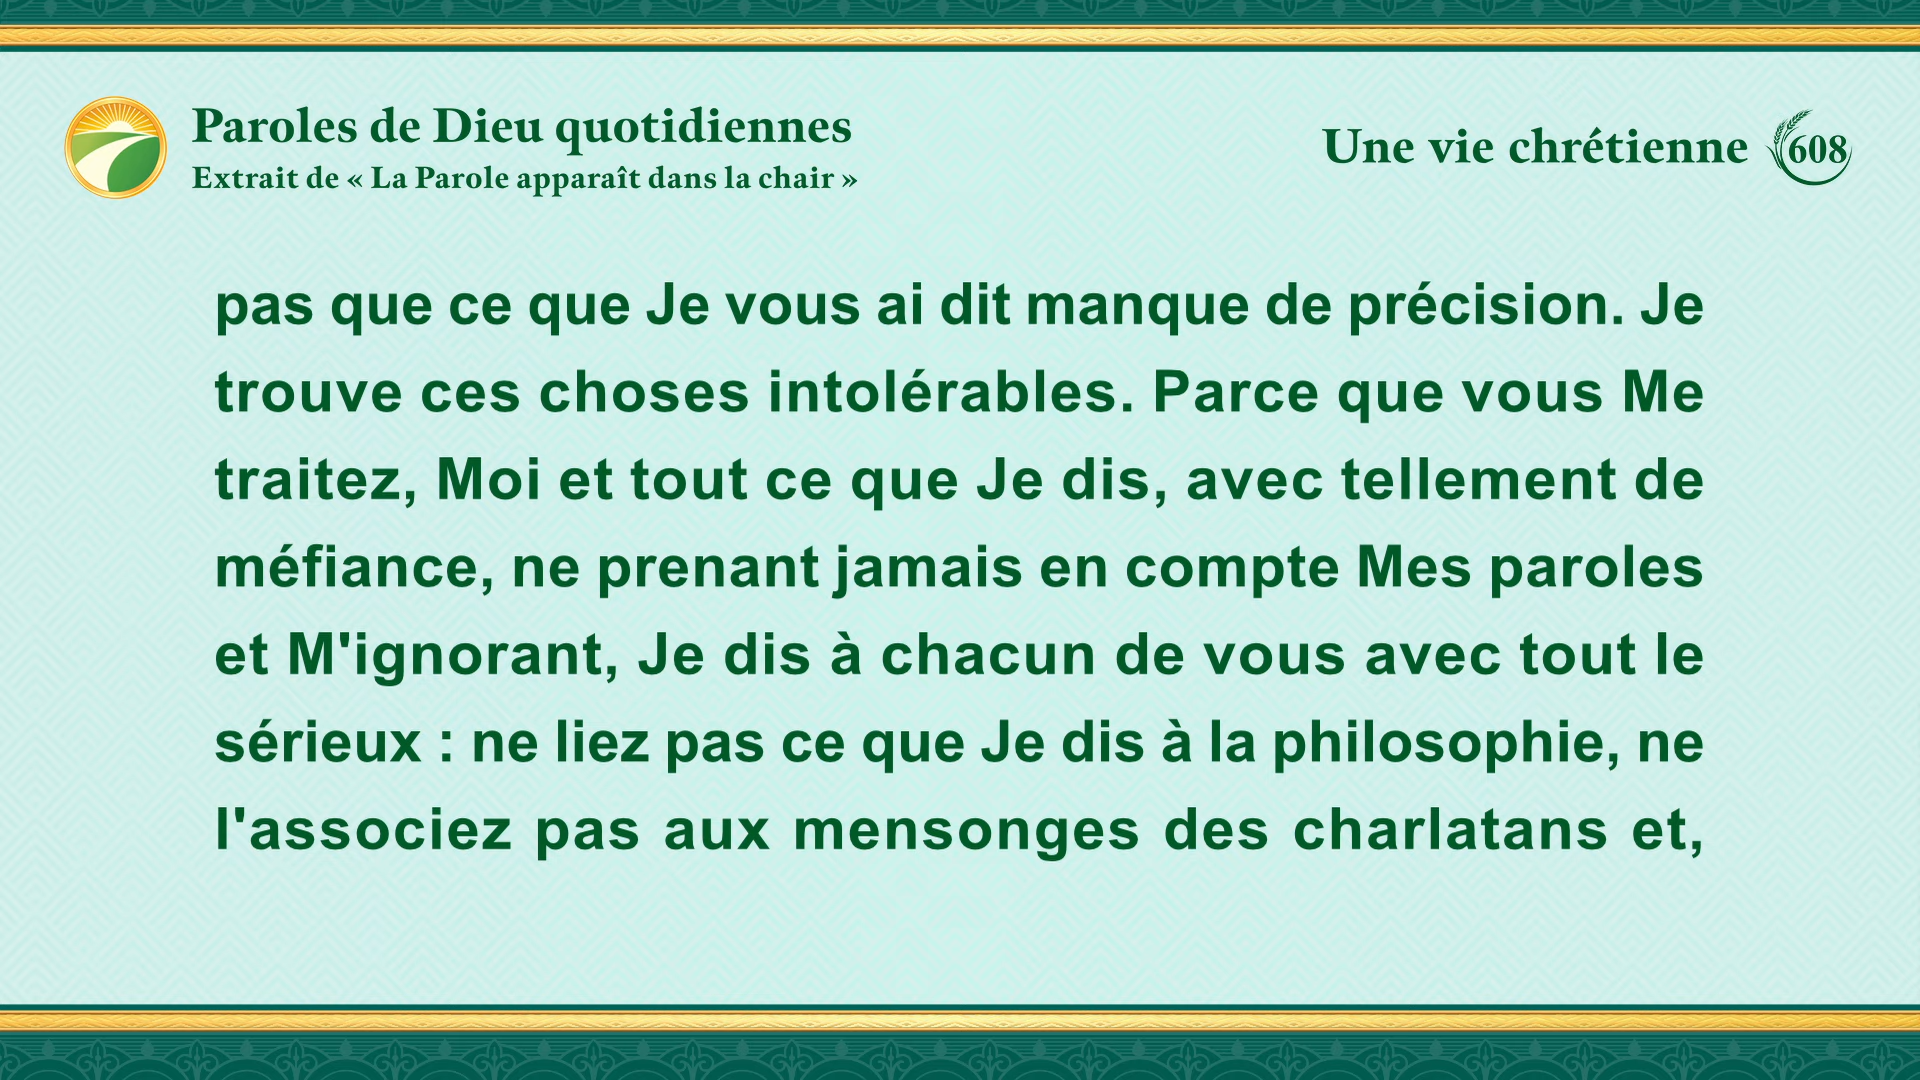 Paroles de Dieu quotidiennes
Extrait de « La Parole apparaît dans la chair »
Une vie chrétienne 608
pas que ce que Je vous ai dit manque de précision. Je
trouve ces choses intolérables. Parce que vous Me
traitez, Moi et tout ce que Je dis, avec tellement de
méfiance, ne prenant jamais en compte Mes paroles
et M'ignorant, Je dis à chacun de vous avec tout le
sérieux : ne liez pas ce que Je dis à la philosophie, ne
l'associez pas aux mensonges des charlatans et,